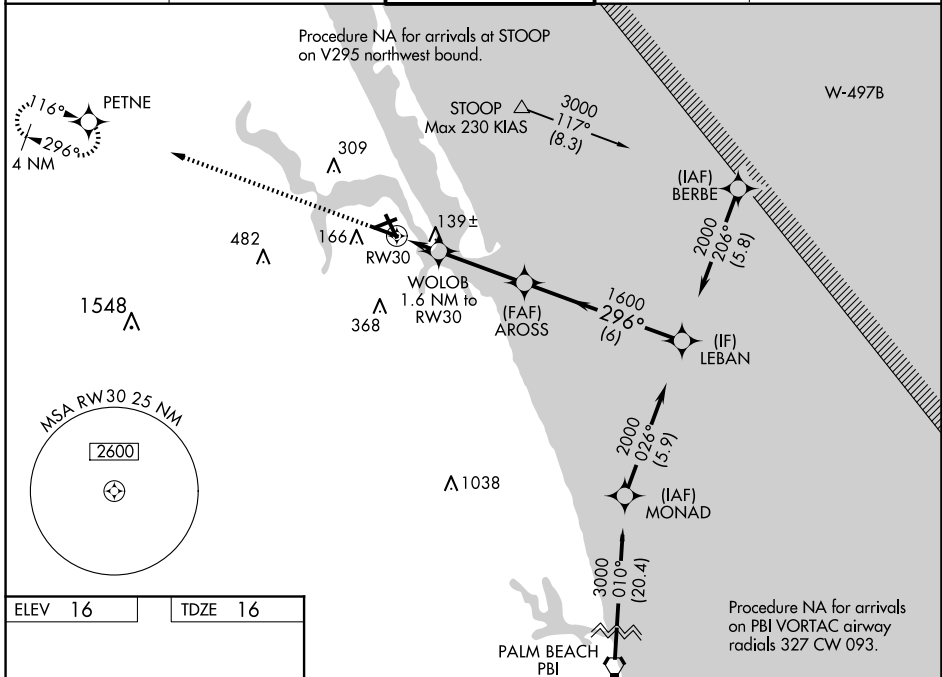 Procedure NA for arrivals at STOOP
on V295 northwest bound.
W-497B
116°
PETNE
296°
4 NM
STOOP
Max 230 KIAS
3000
117°
(8.3)
309
(IAF)
BERBE
2000
206°
(5.8)
482
166
139±
RW30
WOLOB
1.6 NM to
RW30
(FAF)
AROSS
1600
296°
(6)
(IF)
LEBAN
1548
368
MSA RW30 25 NM
2600
2000
026°
(5.9)
1038
(IAF)
MONAD
3000
010°
(20.4)
ELEV 16
TDZE 16
Procedure NA for arrivals
on PBI VORTAC airway
radials 327 CW 093.
PALM BEACH
PBI